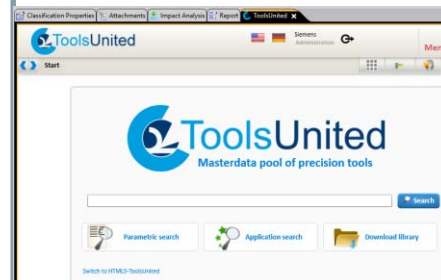 Classification Properties Attachments Impact Analysis Report ToolsUnited
ToolsUnited
Siemens
Administration
Start
ToolsUnited
Masterdata pool of precision tools
Search
Parametric search Application search Download library
Switch to HTML5-ToolsUnited